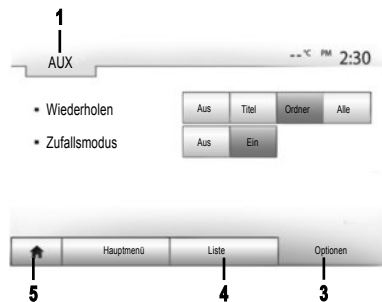 1
AUX
--°C PM 2:30
Wiederholen
Aus Titel Ordner Alle
Zufallsmodus
Aus Ein
Hauptmenü Liste Optionen
5 4 3